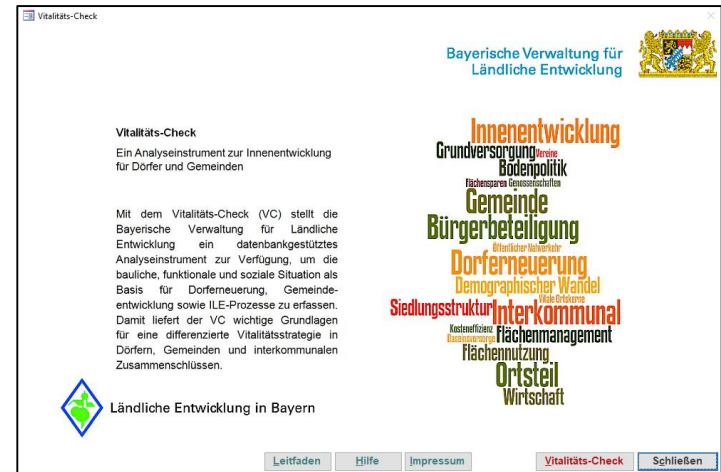 Vitalitäts-Check
Bayerische Verwaltung für
Ländliche Entwicklung
Vitalitäts-Check
Ein Analyseinstrument zur Innenentwicklung
für Dörfer und Gemeinden
Mit dem Vitalitäts-Check (VC) stellt die
Bayerische Verwaltung für Ländliche
Entwicklung ein datenbankgestütztes
Analyseinstrument zur Verfügung, um die
bauliche, funktionale und soziale Situation als
Basis für Dorferneuerung, Gemeinde-
entwicklung sowie ILE-Prozesse zu erfassen.
Damit liefert der VC wichtige Grundlagen
für eine differenzierte Vitalitätsstrategie in
Dörfern, Gemeinden und interkommunalen
Zusammenschlüssen.
Innenentwicklung
Grundversorgung Vereine
Bodenpolitik
Flächensparen Genossenschaften
Gemeinde
Bürgerbeteiligung
Öffentlicher Nahverkehr
Dorferneuerung
Demographischer Wandel
Vitale Ortskerne
Siedlungsstruktur Interkommunal
Kosteneffizienz Flächenmanagement
Daseinsvorsorge
Flächennutzung
Ortsteil
Wirtschaft
Ländliche Entwicklung in Bayern
Leitfaden Hilfe Impressum Vitalitäts-Check Schließen